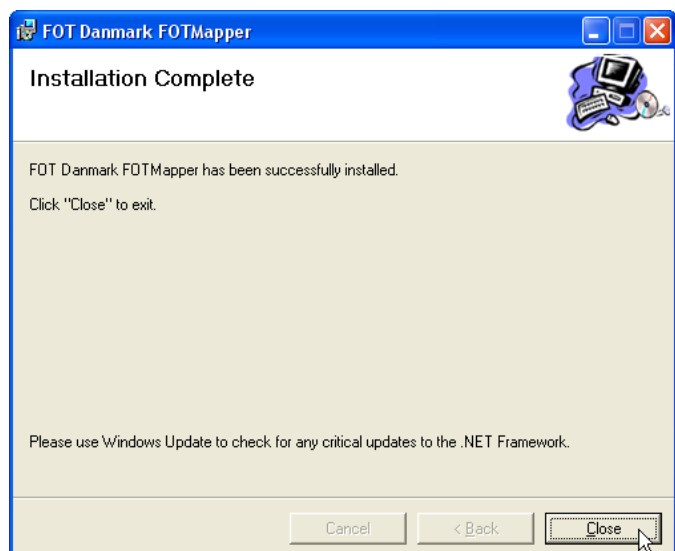 FOT Danmark FOTMapper
Installation Complete
FOT Danmark FOTMapper has been successfully installed.
Click "Close" to exit.
Please use Windows Update to check for any critical updates to the .NET Framework.
Cancel
< Back
Close